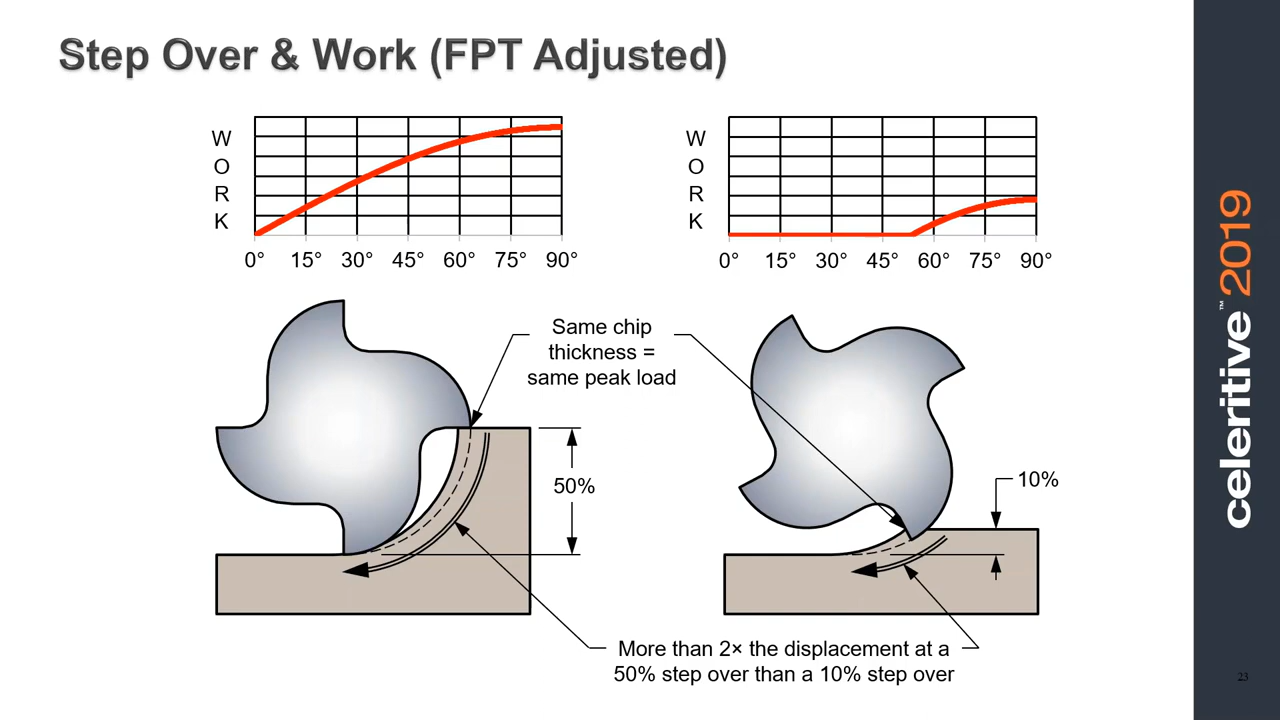 Step Over & Work (FPT Adjusted)
W
O
R
K
0° 15° 30° 45° 60° 75° 90°
W
O
R
K
0° 15° 30° 45° 60° 75° 90°
Same chip
thickness =
same peak load
50%
10%
More than 2× the displacement at a
50% step over than a 10% step over
celeritive™ 2019
23